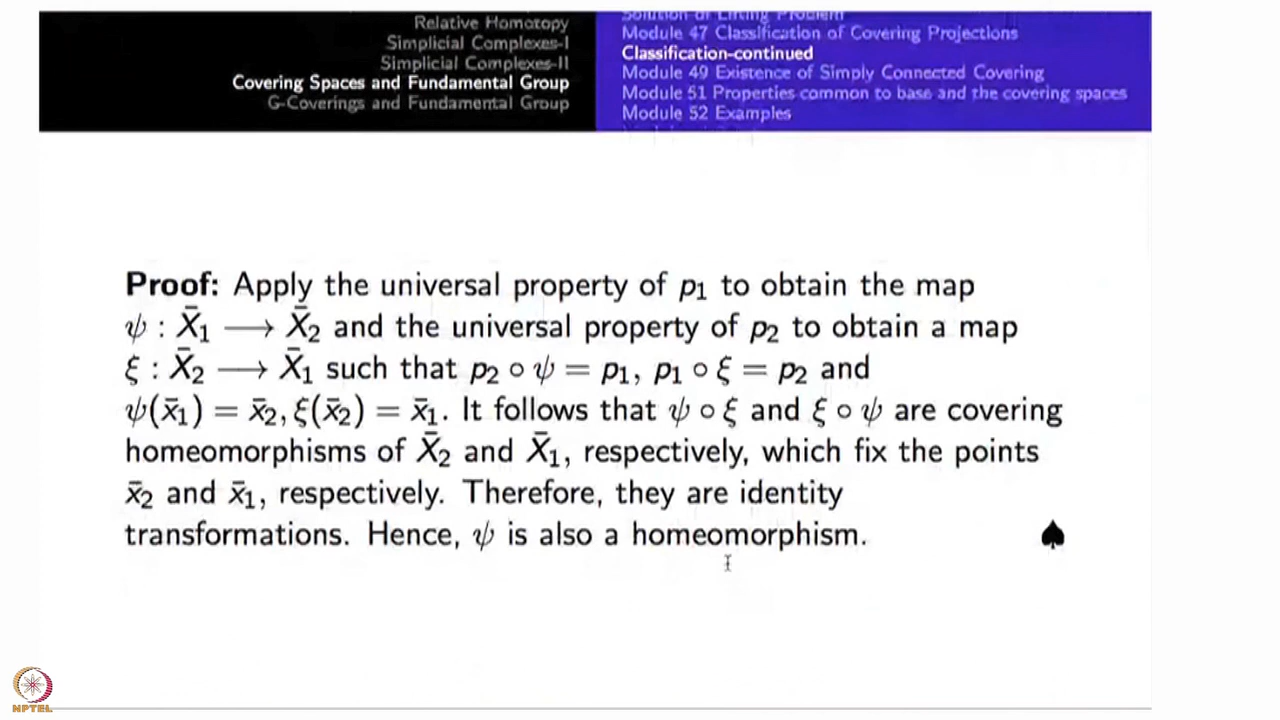 Relative Homotopy
Simplicial Complexes-I
Simplicial Complexes-II
Covering Spaces and Fundamental Group
G-Coverings and Fundamental Group
Solution of Lifting Problem
Module 47 Classification of Covering Projections
Classification-continued
Module 49 Existence of Simply Connected Covering
Module 51 Properties common to base and the covering spaces
Module 52 Examples
Proof: Apply the universal property of p₁ to obtain the map
ψ : X̄₁ ⟶ X̄₂ and the universal property of p₂ to obtain a map
ξ : X̄₂ ⟶ X̄₁ such that p₂ ∘ ψ = p₁, p₁ ∘ ξ = p₂ and
ψ(x̄₁) = x̄₂, ξ(x̄₂) = x̄₁. It follows that ψ ∘ ξ and ξ ∘ ψ are covering
homeomorphisms of X̄₂ and X̄₁, respectively, which fix the points
x̄₂ and x̄₁, respectively. Therefore, they are identity
transformations. Hence, ψ is also a homeomorphism. ♠
NPTEL